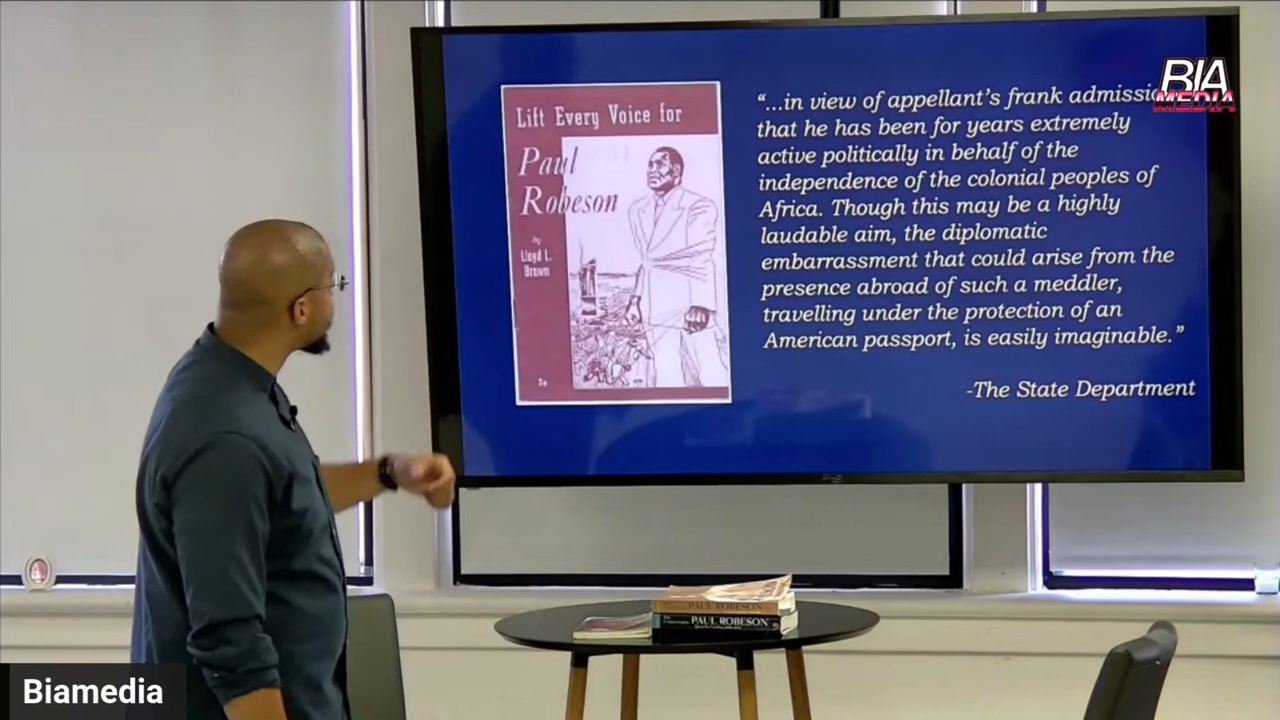 BIA
MEDIA
Lift Every Voice for
Paul
Robeson
by
Lloyd L.
Brown
5¢
“...in view of appellant’s frank admissio
that he has been for years extremely
active politically in behalf of the
independence of the colonial peoples of
Africa. Though this may be a highly
laudable aim, the diplomatic
embarrassment that could arise from the
presence abroad of such a meddler,
travelling under the protection of an
American passport, is easily imaginable.”
-The State Department
PAUL ROBESON
PAUL ROBESON
Biamedia